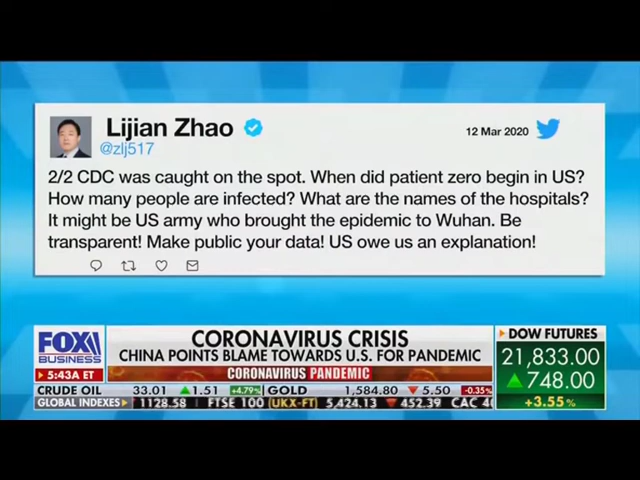 Lijian Zhao
@zlj517
12 Mar 2020
2/2 CDC was caught on the spot. When did patient zero begin in US?
How many people are infected? What are the names of the hospitals?
It might be US army who brought the epidemic to Wuhan. Be
transparent! Make public your data! US owe us an explanation!
FOX
BUSINESS
5:43A ET
CORONAVIRUS CRISIS
CHINA POINTS BLAME TOWARDS U.S. FOR PANDEMIC
CORONAVIRUS PANDEMIC
DOW FUTURES
21,833.00
748.00
+3.55%
CRUDE OIL 33.01 1.51 +4.79% GOLD 1,584.80 5.50 -0.35%
GLOBAL INDEXES 1128.58 FTSE 100 (UKX-FT) 5,424.13 452.39 CAC 40